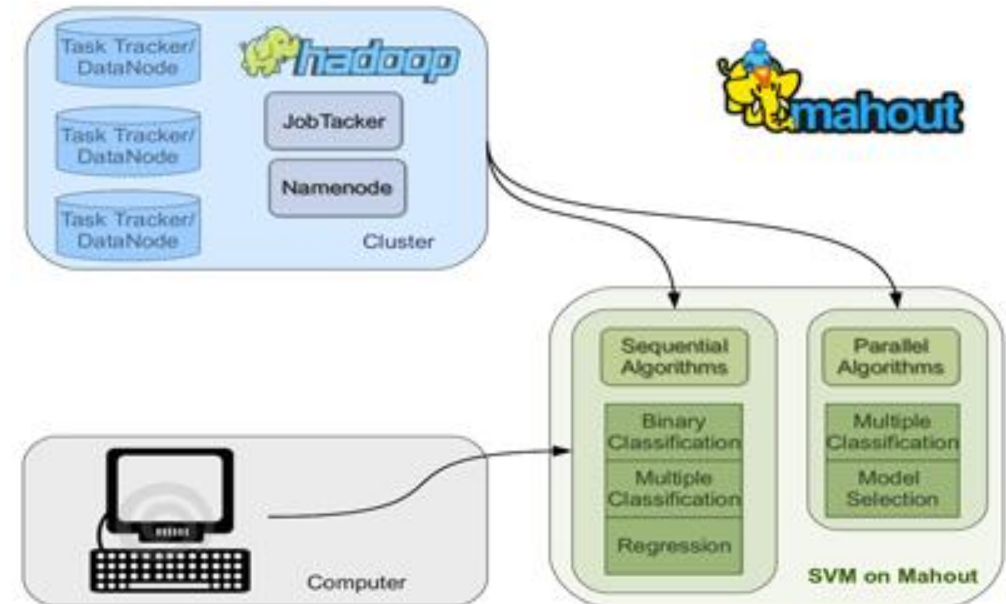 Task Tracker/
DataNode
Task Tracker/
DataNode
Task Tracker/
DataNode
hadoop
JobTacker
Namenode
Cluster
mahout
Sequential
Algorithms
Binary
Classification
Multiple
Classification
Regression
Parallel
Algorithms
Multiple
Classification
Model
Selection
SVM on Mahout
Computer